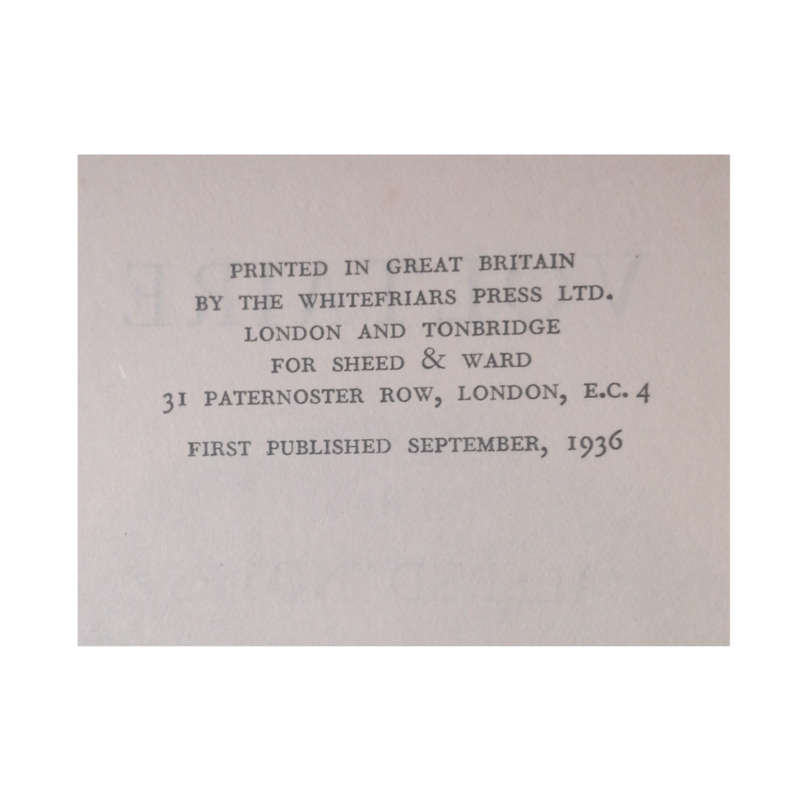 PRINTED IN GREAT BRITAIN
BY THE WHITEFRIARS PRESS LTD.
LONDON AND TONBRIDGE
FOR SHEED & WARD
31 PATERNOSTER ROW, LONDON, E.C. 4
FIRST PUBLISHED SEPTEMBER, 1936